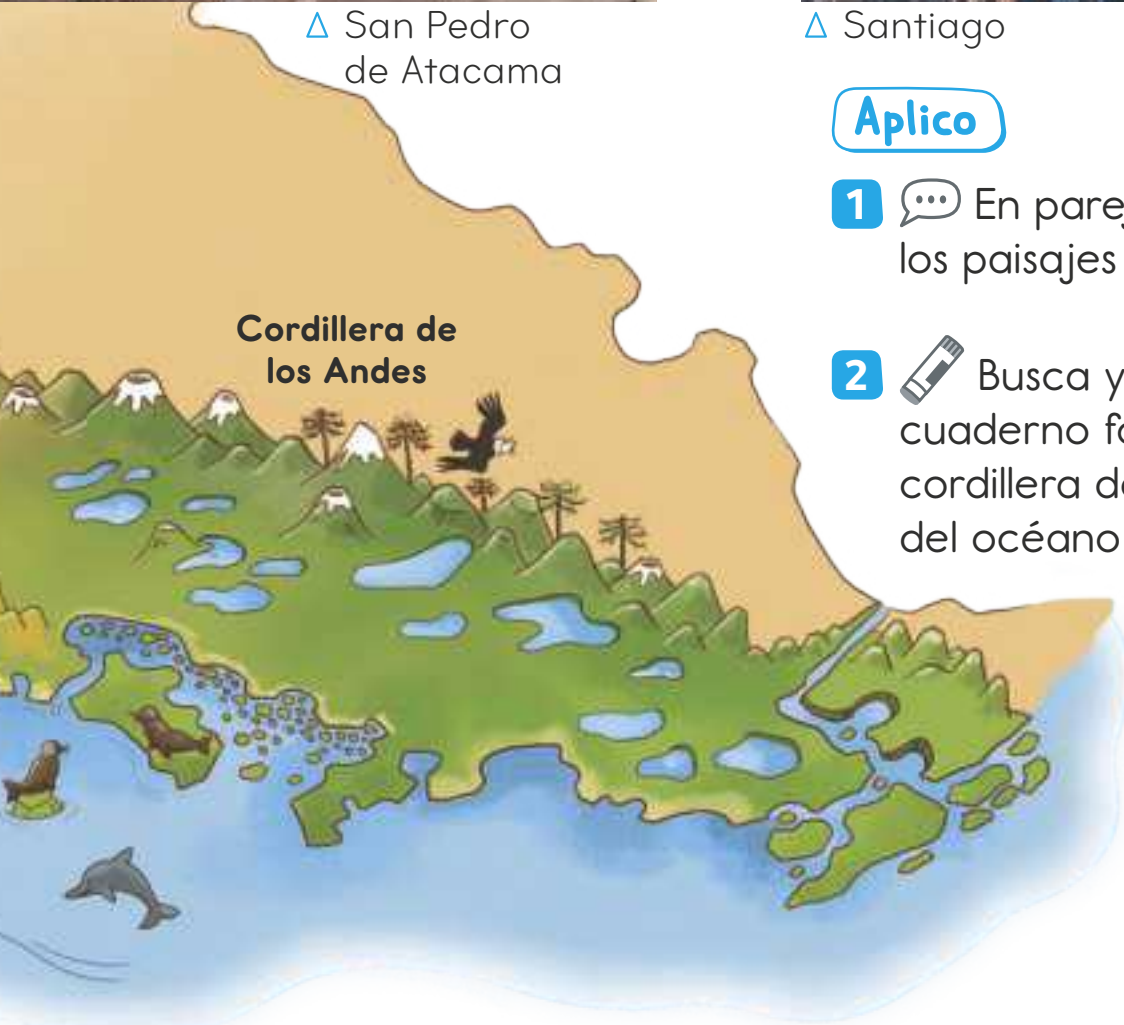 San Pedro
de Atacama
Santiago
Aplico
1 En
los paisajes
2 Busca y
cuaderno
cordillera
del océano
Cordillera de
los Andes